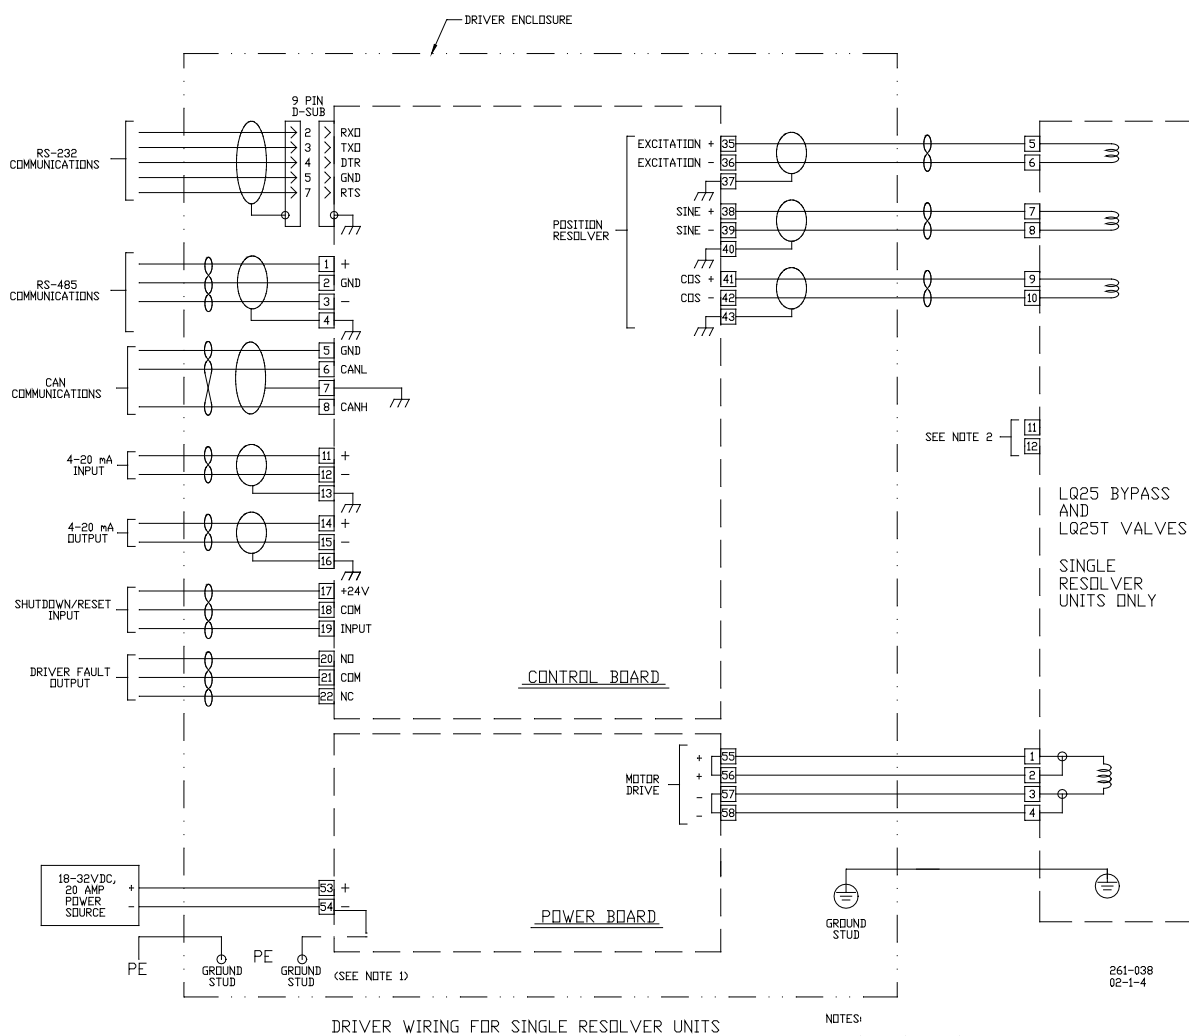 DRIVER ENCLOSURE
9 PIN
D-SUB
RS-232
COMMUNICATIONS
2 RXD
3 TXD
4 DTR
5 GND
7 RTS
RS-485
COMMUNICATIONS
1 +
2 GND
3 −
4
CAN
COMMUNICATIONS
5 GND
6 CANL
7
8 CANH
4-20 mA
INPUT
11 +
12 −
13
4-20 mA
OUTPUT
14 +
15 −
16
SHUTDOWN/RESET
INPUT
17 +24V
18 COM
19 INPUT
DRIVER FAULT
OUTPUT
20 NO
21 COM
22 NC
POSITION
RESOLVER
EXCITATION + 35
EXCITATION − 36
37
SINE + 38
SINE − 39
40
COS + 41
COS − 42
43
5
6
7
8
9
10
SEE NOTE 2
11
12
LQ25 BYPASS
AND
LQ25T VALVES
SINGLE
RESOLVER
UNITS ONLY
CONTROL BOARD
MOTOR
DRIVE
+ 55
+ 56
− 57
− 58
1
2
3
4
18-32VDC,
20 AMP
POWER
SOURCE
+
−
53 +
54 −
POWER BOARD
PE
GROUND
STUD
PE
GROUND
STUD
(SEE NOTE 1)
GROUND
STUD
261-038
02-1-4
DRIVER WIRING FOR SINGLE RESOLVER UNITS
NOTES: